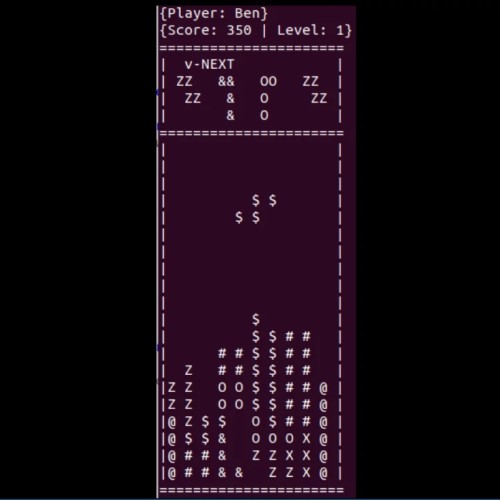 {Player: Ben}
{Score: 350 | Level: 1}
======================
|  v-NEXT            |
| ZZ   &&   OO   ZZ  |
|  ZZ   &   O     ZZ |
|       &   O        |
======================
|                    |
|                    |
|                    |
|          $ $       |
|        $ $         |
|                    |
|                    |
|                    |
|                    |
|                    |
|          $         |
|          $ $ # #   |
|      # # $ $ # #   |
|  Z   # # $ $ # #   |
|Z Z   O O $ $ # # @ |
|Z Z   O O $ $ # # @ |
|@ Z $ $   O $ # # @ |
|@ $ $ &   O O O X @ |
|@ # # &   Z Z X X @ |
|@ # # & &   Z Z X @ |
======================